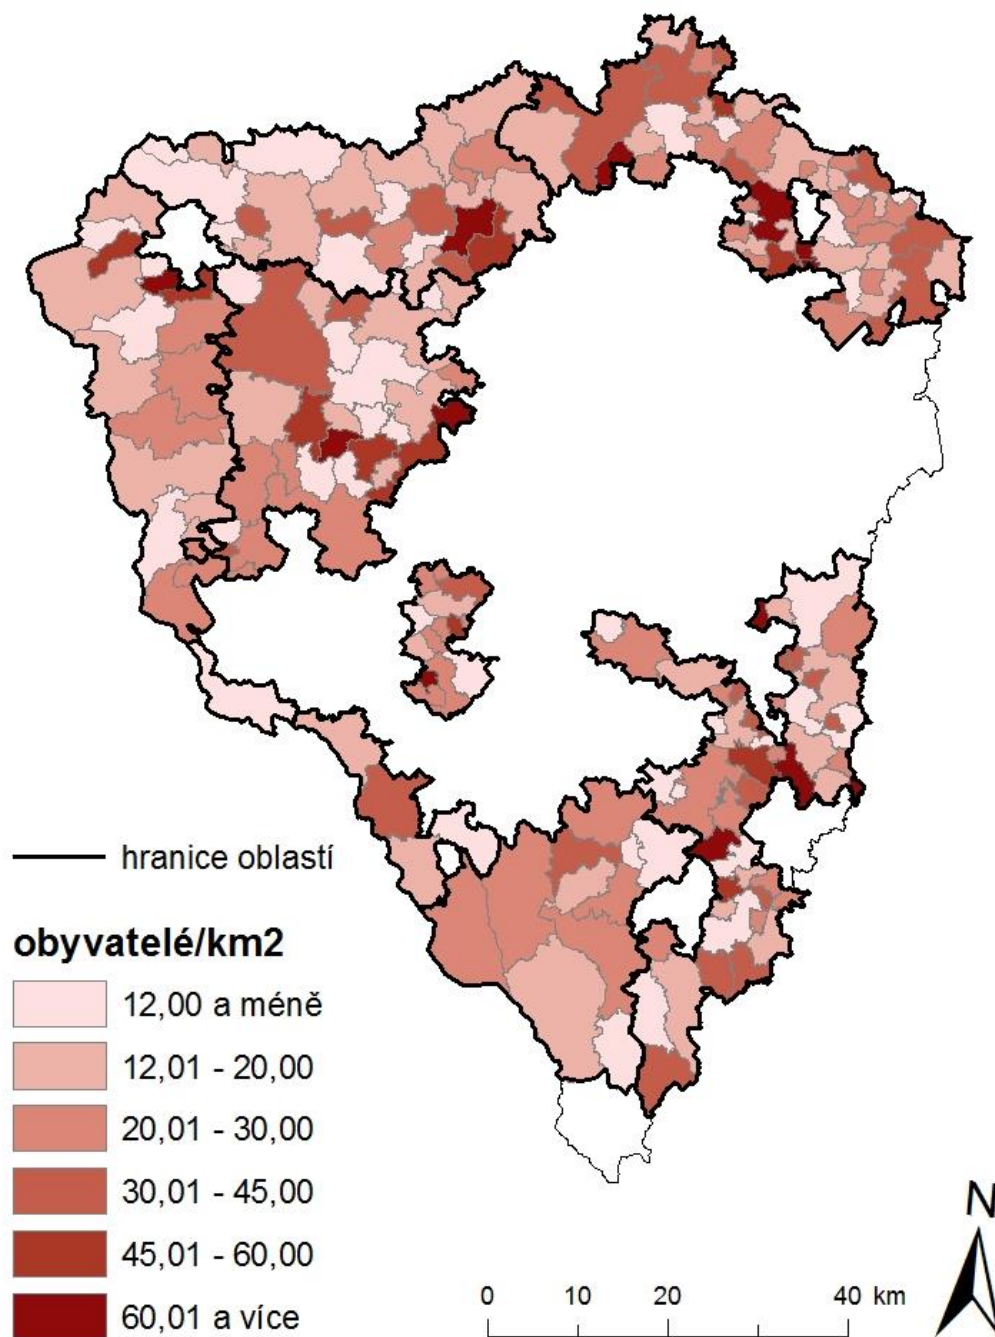 hranice oblastí
obyvatelé/km2
12,00 a méně
12,01 - 20,00
20,01 - 30,00
30,01 - 45,00
45,01 - 60,00
60,01 a více
0 10 20 40 km
N